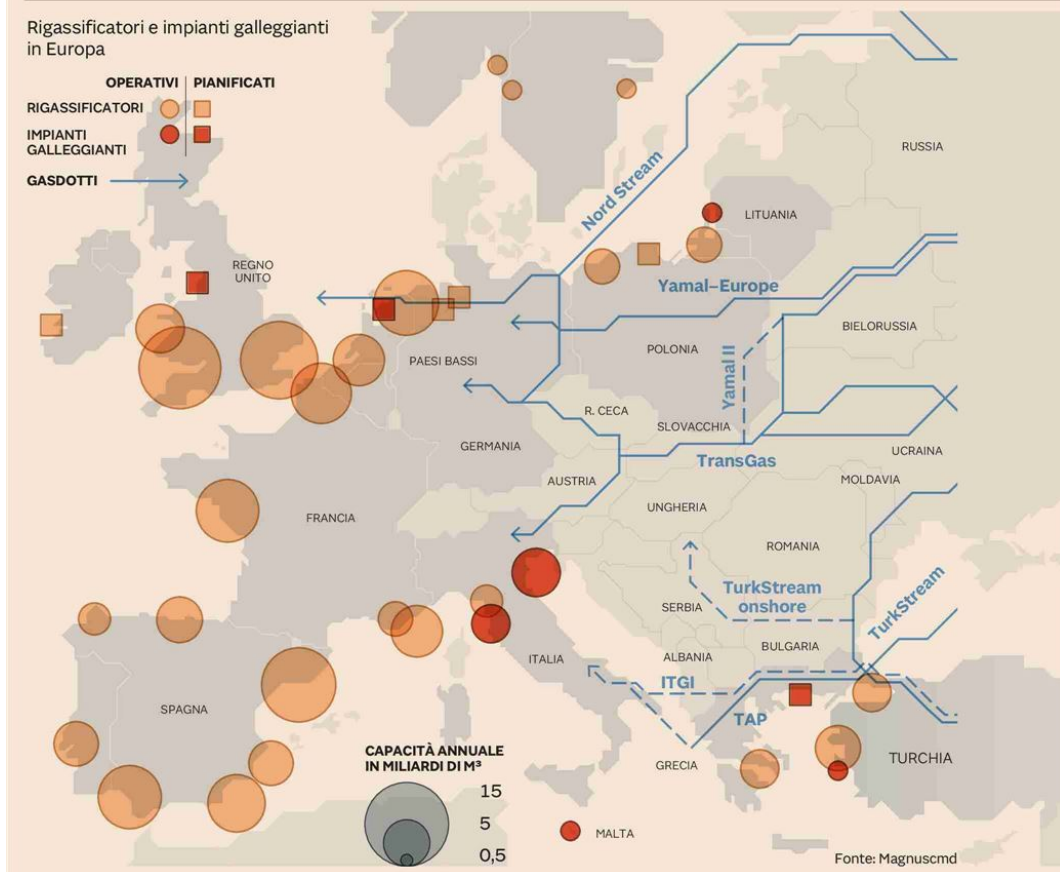 Rigassificatori e impianti galleggianti
in Europa
OPERATIVI
PIANIFICATI
RIGASSIFICATORI
IMPIANTI
GALLEGGIANTI
GASDOTTI
RUSSIA
Nord Stream
LITUANIA
REGNO
UNITO
Yamal–Europe
BIELORUSSIA
PAESI BASSI
POLONIA
Yamal II
R. CECA
SLOVACCHIA
GERMANIA
TransGas
UCRAINA
AUSTRIA
MOLDAVIA
UNGHERIA
FRANCIA
ROMANIA
TurkStream
onshore
TurkStream
SERBIA
BULGARIA
ALBANIA
ITALIA
ITGI
SPAGNA
TAP
CAPACITÀ ANNUALE
IN MILIARDI DI M³
15
5
0,5
GRECIA
TURCHIA
MALTA
Fonte: Magnuscmd